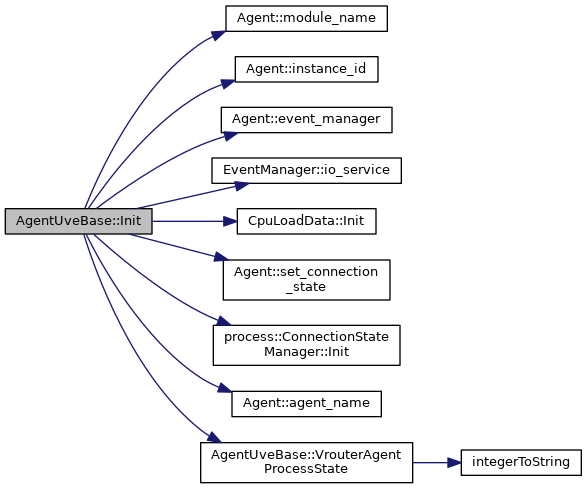 Agent::module_name
Agent::instance_id
Agent::event_manager
EventManager::io_service
AgentUveBase::Init
CpuLoadData::Init
Agent::set_connection
_state
process::ConnectionState
Manager::Init
Agent::agent_name
AgentUveBase::VrouterAgent
ProcessState
integerToString